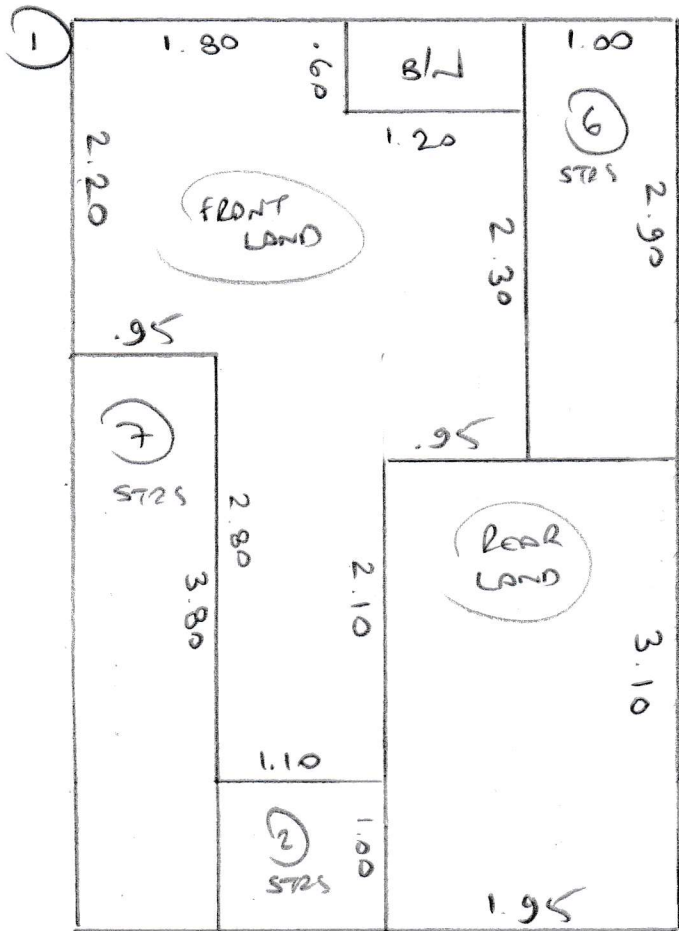 1
1.80
.60
B/W
1.00
1.20
6
STRS
2.20
FRONT
LAND
2.30
2.90
.95
7
STRS
.95
2.80
3.80
2.10
REAR
LAND
3.10
1.10
2
STRS
1.00
1.95